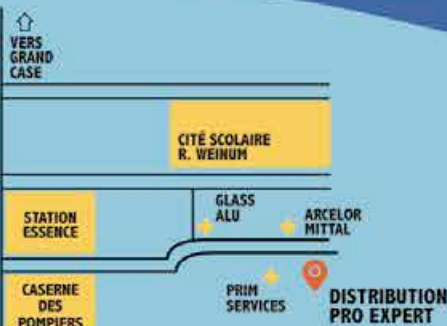 VERS
GRAND
CASE
CITÉ SCOLAIRE
R. WEINUM
GLASS
ALU
ARCELOR
MITTAL
STATION
ESSENCE
CASERNE
DES
POMPIERS
PRIM
SERVICES
DISTRIBUTION
PRO EXPERT